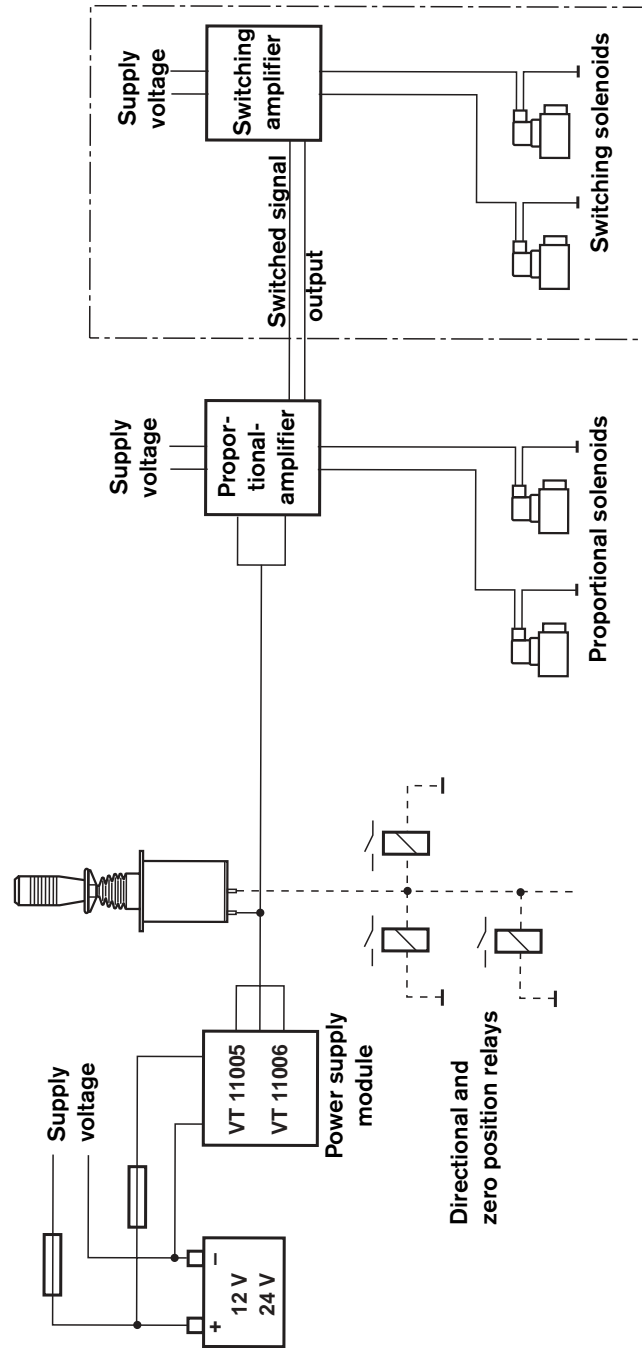 +
–
12 V
24 V
Supply
voltage
VT 11005
VT 11006
Power supply
module
Directional and
zero position relays
Supply
voltage
Propor-
tional-
amplifier
Proportional solenoids
Switched signal
output
Supply
voltage
Switching
amplifier
Switching solenoids